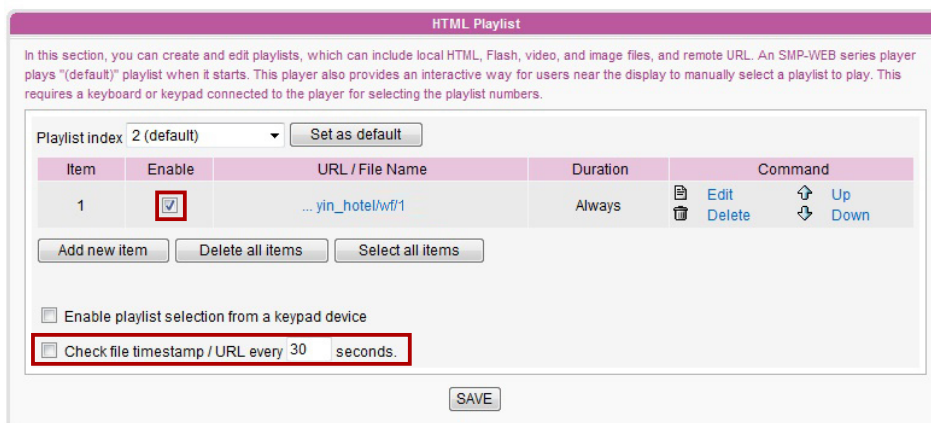 HTML Playlist
In this section, you can create and edit playlists, which can include local HTML, Flash, video, and image files, and remote URL. An SMP-WEB series player
plays "(default)" playlist when it starts. This player also provides an interactive way for users near the display to manually select a playlist to play. This
requires a keyboard or keypad connected to the player for selecting the playlist numbers.
Playlist index 2 (default) Set as default
Item Enable URL / File Name Duration Command
1 ... yin_hotel/wf/1 Always Edit Up
Delete Down
Add new item Delete all items Select all items
Enable playlist selection from a keypad device
Check file timestamp / URL every 30 seconds.
SAVE